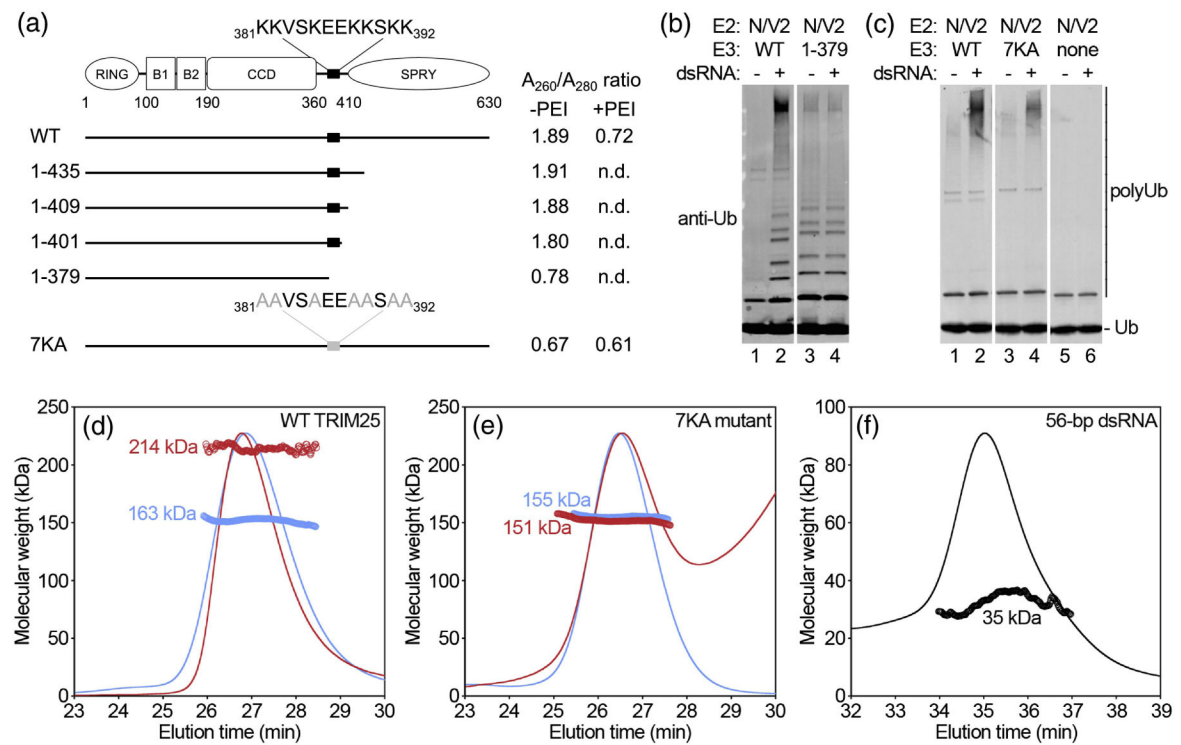 (a)
381KKVSKEEKKSKK392
RING B1 B2 CCD SPRY
1 100 190 360 410 630
A260/A280 ratio
-PEI +PEI
WT 1.89 0.72
1-435 1.91 n.d.
1-409 1.88 n.d.
1-401 1.80 n.d.
1-379 0.78 n.d.
381AAVSAEEAASAA392
7KA 0.67 0.61
(b)
E2: N/V2 N/V2
E3: WT 1-379
dsRNA: - + - +
anti-Ub
1 2 3 4
(c)
E2: N/V2 N/V2 N/V2
E3: WT 7KA none
dsRNA: - + - + - +
polyUb
- Ub
1 2 3 4 5 6
(d) WT TRIM25
Molecular weight (kDa)
250
200
150
100
50
0
214 kDa
163 kDa
23 24 25 26 27 28 29 30
Elution time (min)
(e) 7KA mutant
Molecular weight (kDa)
250
200
150
100
50
0
155 kDa
151 kDa
23 24 25 26 27 28 29 30
Elution time (min)
(f) 56-bp dsRNA
Molecular weight (kDa)
100
80
60
40
20
0
35 kDa
32 33 34 35 36 37 38 39
Elution time (min)